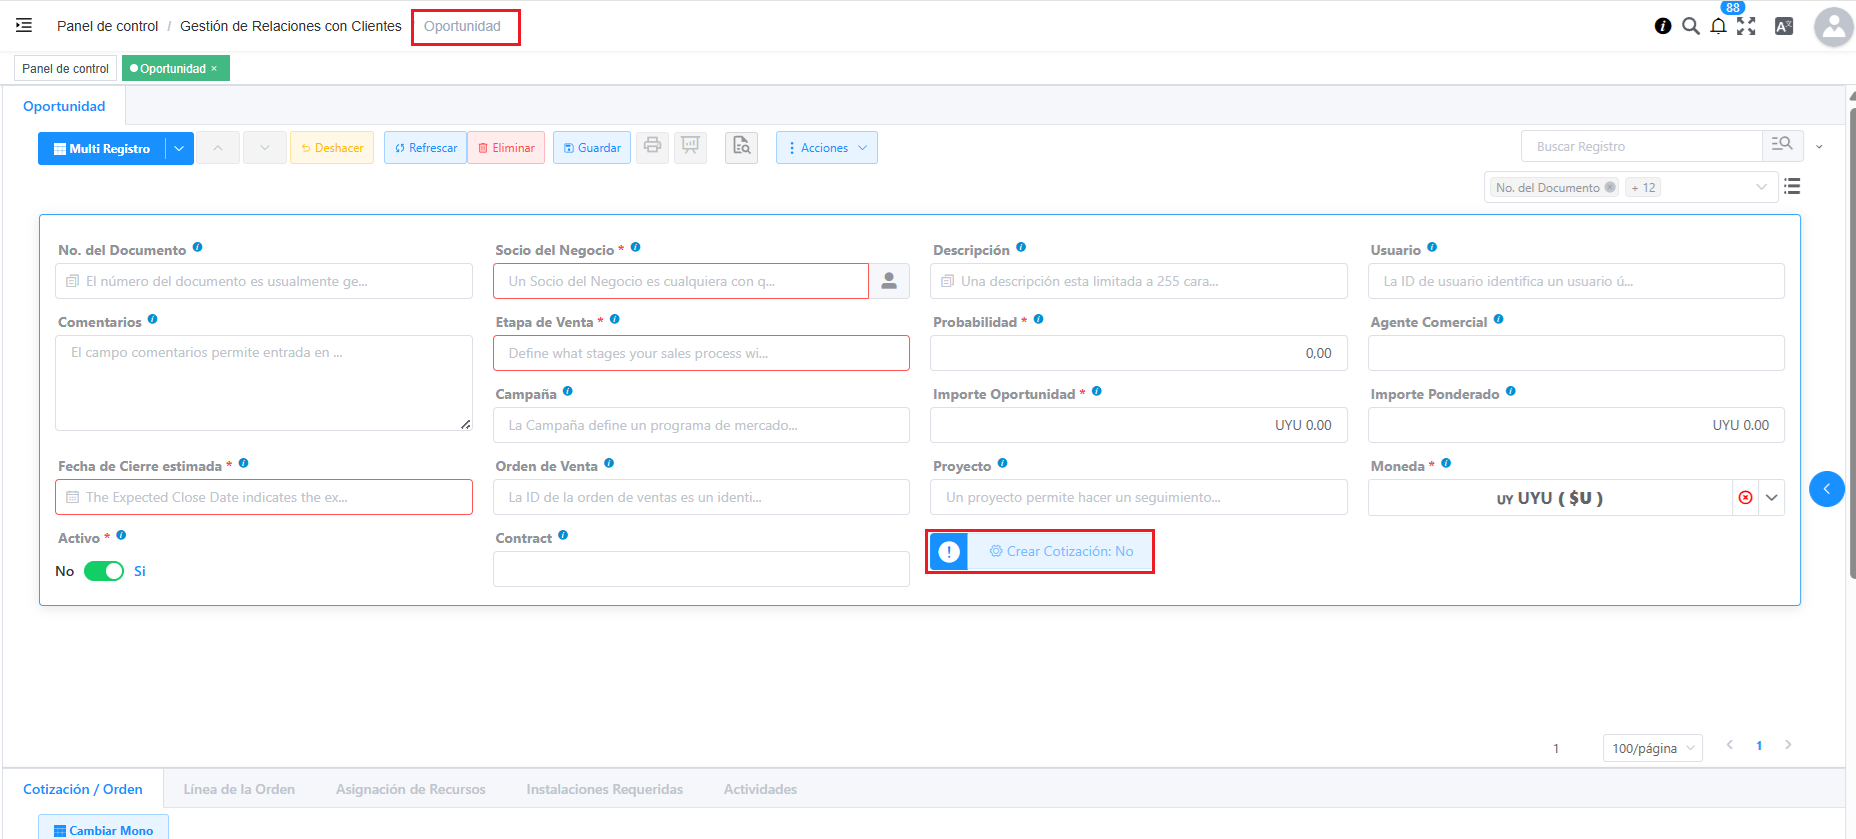 Panel de control / Gestión de Relaciones con Clientes Oportunidad
88
Panel de control
Oportunidad ×
Oportunidad
Multi Registro
Deshacer
Refrescar
Eliminar
Guardar
Acciones
Buscar Registro
No. del Documento
+ 12
No. del Documento
Socio del Negocio *
Descripción
Usuario
El número del documento es usualmente ge...
Un Socio del Negocio es cualquiera con q...
Una descripción esta limitada a 255 cara...
La ID de usuario identifica un usuario ú...
Comentarios
Etapa de Venta *
Probabilidad *
Agente Comercial
El campo comentarios permite entrada en ...
Define what stages your sales process wi...
0,00
Campaña
Importe Oportunidad *
Importe Ponderado
La Campaña define un programa de mercado...
UYU 0.00
UYU 0.00
Fecha de Cierre estimada *
Orden de Venta
Proyecto
Moneda *
The Expected Close Date indicates the ex...
La ID de la orden de ventas es un identi...
Un proyecto permite hacer un seguimiento...
UY UYU ( $U )
Activo *
Contract
Crear Cotización: No
No
Si
1
100/página
1
Cotización / Orden
Línea de la Orden
Asignación de Recursos
Instalaciones Requeridas
Actividades
Cambiar Mono